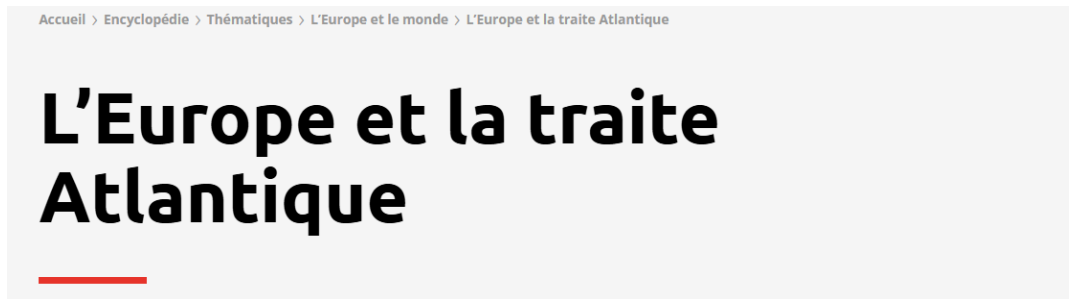 Accueil > Encyclopédie > Thématiques > L’Europe et le monde > L’Europe et la traite Atlantique
L’Europe et la traite
Atlantique